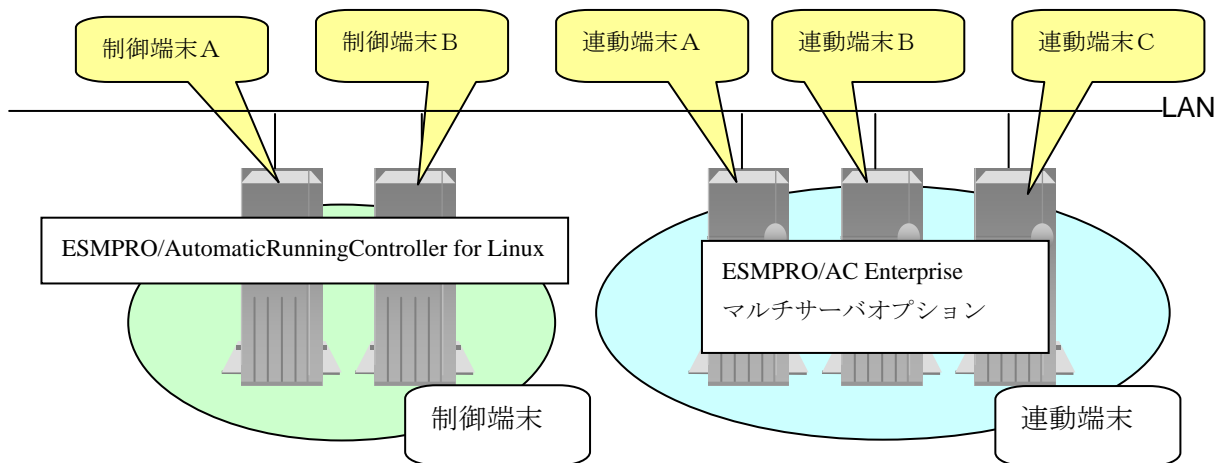 制御端末A
制御端末B
連動端末A
連動端末B
連動端末C
LAN
ESMPRO/AutomaticRunningController for Linux
ESMPRO/AC Enterprise
マルチサーバオプション
制御端末
連動端末